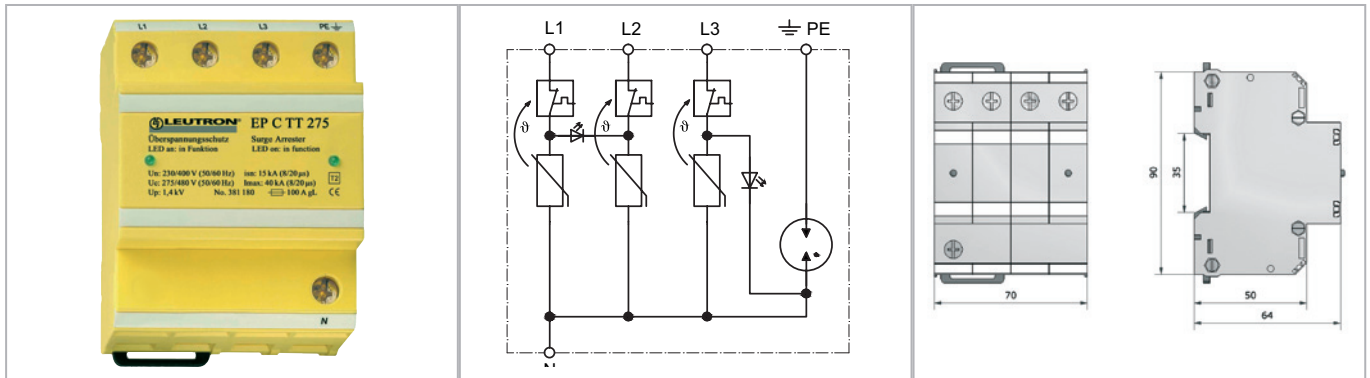 L1 L2 L3 PE
LEUTRON EP C TT 275
Überspannungsschutz Surge Arrester
LED an: in Funktion LED on: in function
Un: 230/400 V (50/60 Hz) isn: 15 kA (8/20 µs)
Uc: 275/480 V (50/60 Hz) Imax: 40 kA (8/20 µs)
Up: 1,4 kV No. 381 180 100 A gL
T2
CE
N
L1 L2 L3 PE
ϑ ϑ ϑ
90
35
70
50
64